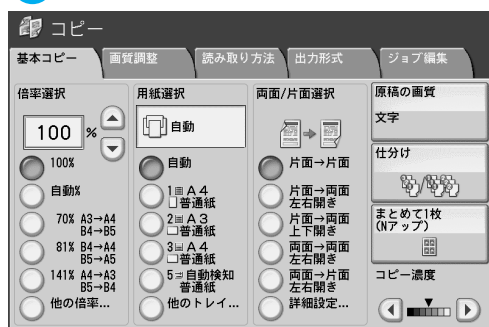 コピー
基本コピー
画質調整
読み取り方法
出力形式
ジョブ編集
倍率選択
100 %
100%
自動%
70% A3→A4
B4→B5
81% B4→A4
B5→A5
141% A4→A3
B5→B4
他の倍率...
用紙選択
自動
自動
1 A4
普通紙
2 A3
普通紙
3 A4
普通紙
5 自動検知
普通紙
他のトレイ...
両面/片面選択
片面→片面
片面→両面
左右開き
片面→両面
上下開き
両面→両面
左右開き
両面→片面
左右開き
詳細設定...
原稿の画質
文字
仕分け
まとめて1枚
(Nアップ)
コピー濃度